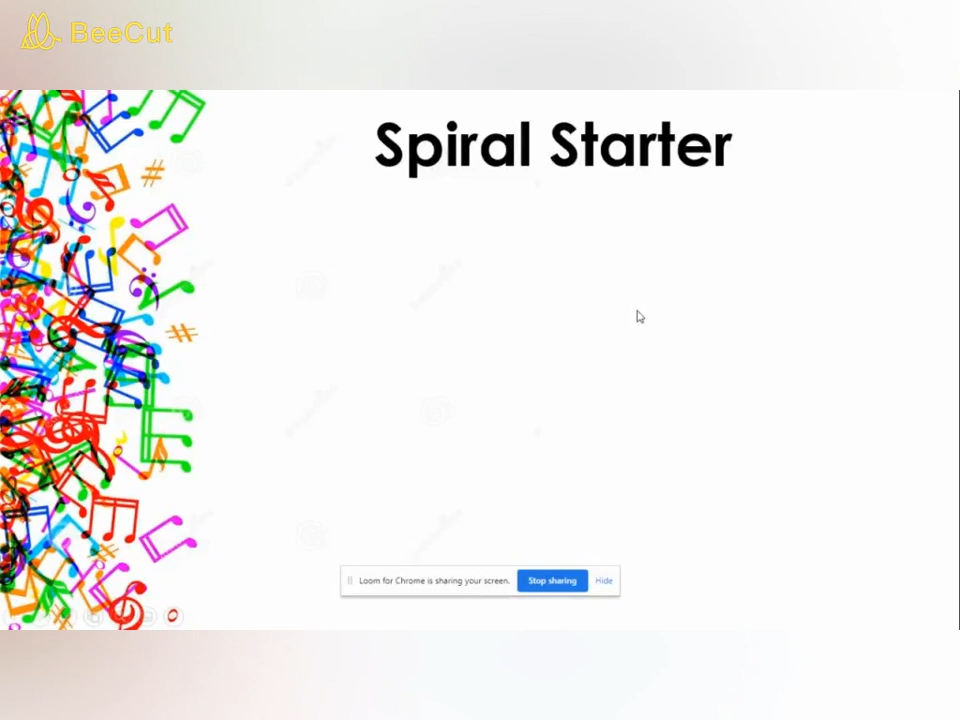 BeeCut
Spiral Starter
Loom for Chrome is sharing your screen. Stop sharing Hide